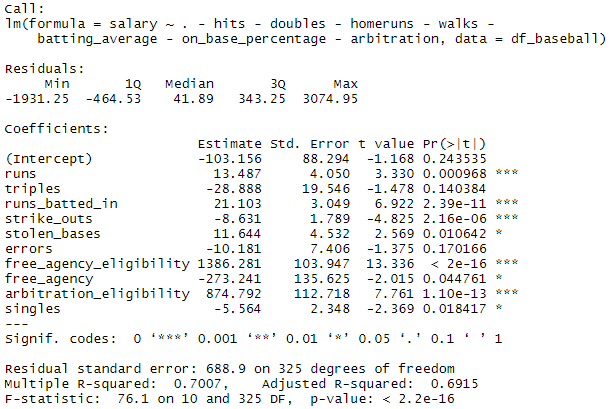 Call:
lm(formula = salary ~ . - hits - doubles - homeruns - walks -
    batting_average - on_base_percentage - arbitration, data = df_baseball)
Residuals:
     Min       1Q   Median       3Q      Max
-1931.25  -464.53    41.89   343.25  3074.95
Coefficients:
                        Estimate Std. Error t value Pr(>|t|)
(Intercept)             -103.156     88.294  -1.168 0.243535
runs                      13.487      4.050   3.330 0.000968 ***
triples                  -28.888     19.546  -1.478 0.140384
runs_batted_in            21.103      3.049   6.922 2.39e-11 ***
strike_outs               -8.631      1.789  -4.825 2.16e-06 ***
stolen_bases              11.644      4.532   2.569 0.010642 *
errors                   -10.181      7.406  -1.375 0.170166
free_agency_eligibility 1386.281    103.947  13.336  < 2e-16 ***
free_agency             -273.241    135.625  -2.015 0.044761 *
arbitration_eligibility  874.792    112.718   7.761 1.10e-13 ***
singles                   -5.564      2.348  -2.369 0.018417 *
---
Signif. codes:  0 ‘***’ 0.001 ‘**’ 0.01 ‘*’ 0.05 ‘.’ 0.1 ‘ ’ 1
Residual standard error: 688.9 on 325 degrees of freedom
Multiple R-squared:  0.7007,    Adjusted R-squared:  0.6915
F-statistic:  76.1 on 10 and 325 DF,  p-value: < 2.2e-16